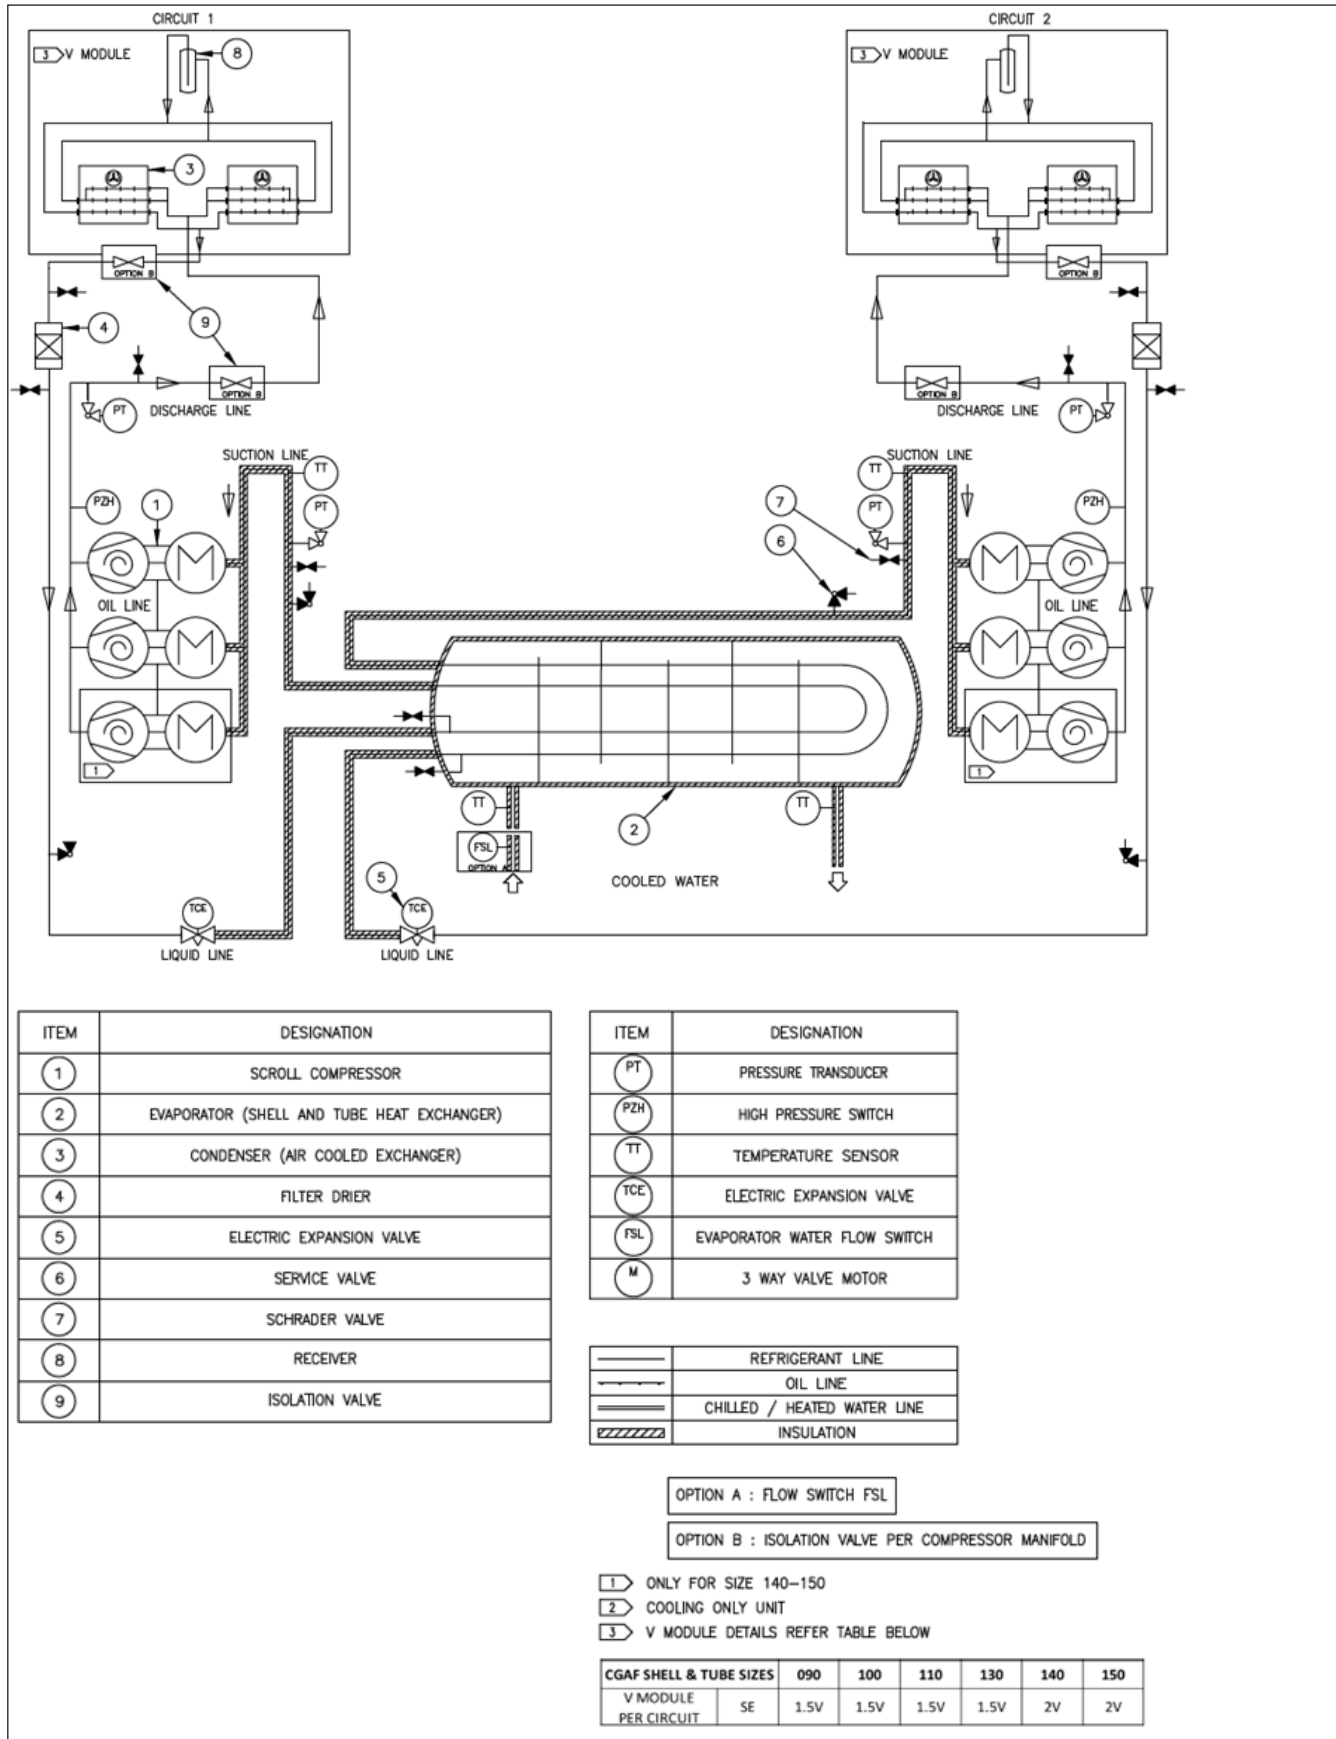 CIRCUIT 1
CIRCUIT 2
3 V MODULE
8
3 V MODULE
3
OPTION B
OPTION B
4
9
OPTION B
OPTION B
PT
DISCHARGE LINE
DISCHARGE LINE
PT
SUCTION LINE
TT
TT
SUCTION LINE
PZH
1
PT
7
PT
PZH
6
M
M
OIL LINE
OIL LINE
M
M
M
M
1
1
TT
TT
2
FSL
OPTION A
5
COOLED WATER
TCE
TCE
LIQUID LINE
LIQUID LINE
ITEM DESIGNATION
1 SCROLL COMPRESSOR
2 EVAPORATOR (SHELL AND TUBE HEAT EXCHANGER)
3 CONDENSER (AIR COOLED EXCHANGER)
4 FILTER DRIER
5 ELECTRIC EXPANSION VALVE
6 SERVICE VALVE
7 SCHRADER VALVE
8 RECEIVER
9 ISOLATION VALVE
ITEM DESIGNATION
PT PRESSURE TRANSDUCER
PZH HIGH PRESSURE SWITCH
TT TEMPERATURE SENSOR
TCE ELECTRIC EXPANSION VALVE
FSL EVAPORATOR WATER FLOW SWITCH
M 3 WAY VALVE MOTOR
REFRIGERANT LINE
OIL LINE
CHILLED / HEATED WATER LINE
INSULATION
OPTION A : FLOW SWITCH FSL
OPTION B : ISOLATION VALVE PER COMPRESSOR MANIFOLD
1 ONLY FOR SIZE 140-150
2 COOLING ONLY UNIT
3 V MODULE DETAILS REFER TABLE BELOW
CGAF SHELL & TUBE SIZES 090 100 110 130 140 150
V MODULE
PER CIRCUIT SE 1.5V 1.5V 1.5V 1.5V 2V 2V